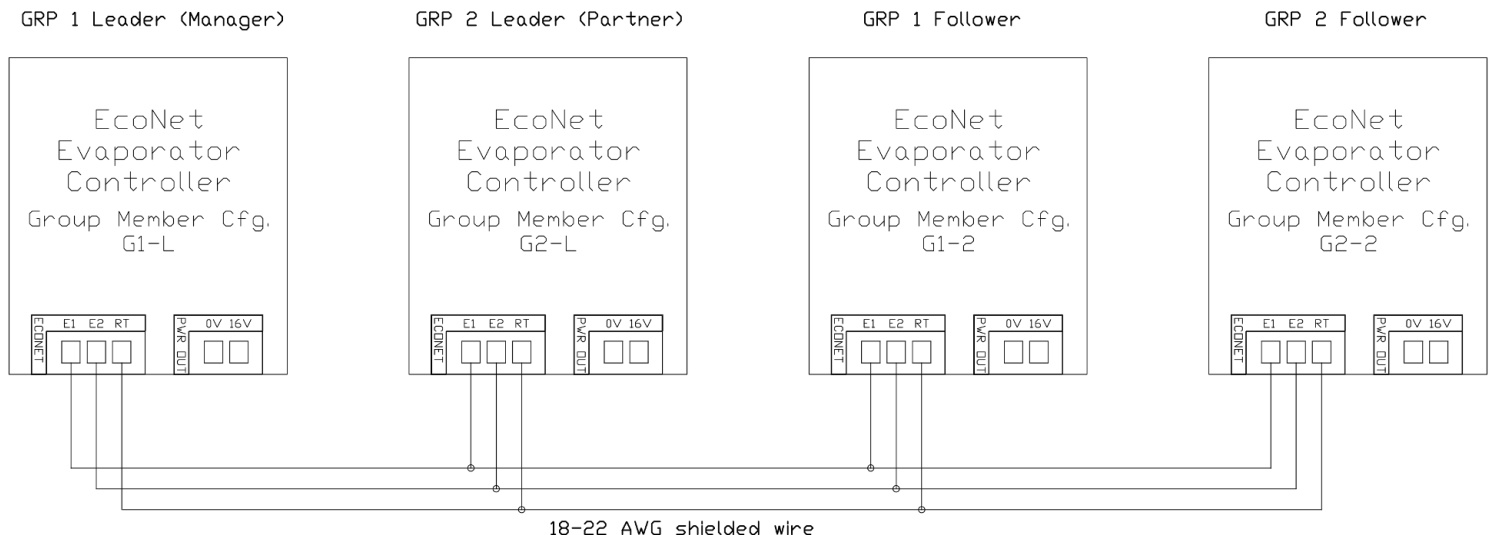 GRP 1 Leader (Manager)
GRP 2 Leader (Partner)
GRP 1 Follower
GRP 2 Follower
EcoNet
Evaporator
Controller
Group Member Cfg.
G1-L
EcoNet
Evaporator
Controller
Group Member Cfg.
G2-L
EcoNet
Evaporator
Controller
Group Member Cfg.
G1-2
EcoNet
Evaporator
Controller
Group Member Cfg.
G2-2
ECONET
E1 E2 RT
PWR OUT
0V 16V
ECONET
E1 E2 RT
PWR OUT
0V 16V
ECONET
E1 E2 RT
PWR OUT
0V 16V
ECONET
E1 E2 RT
PWR OUT
0V 16V
18-22 AWG shielded wire